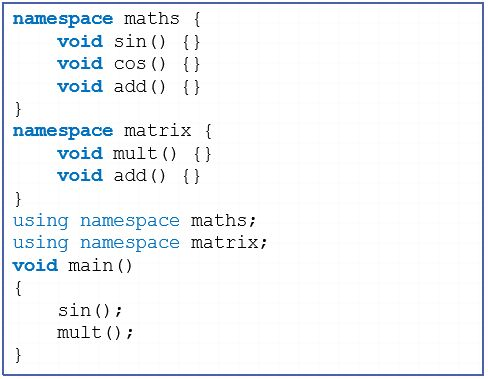 namespace maths {
    void sin() {}
    void cos() {}
    void add() {}
}
namespace matrix {
    void mult() {}
    void add() {}
}
using namespace maths;
using namespace matrix;
void main()
{
    sin();
    mult();
}